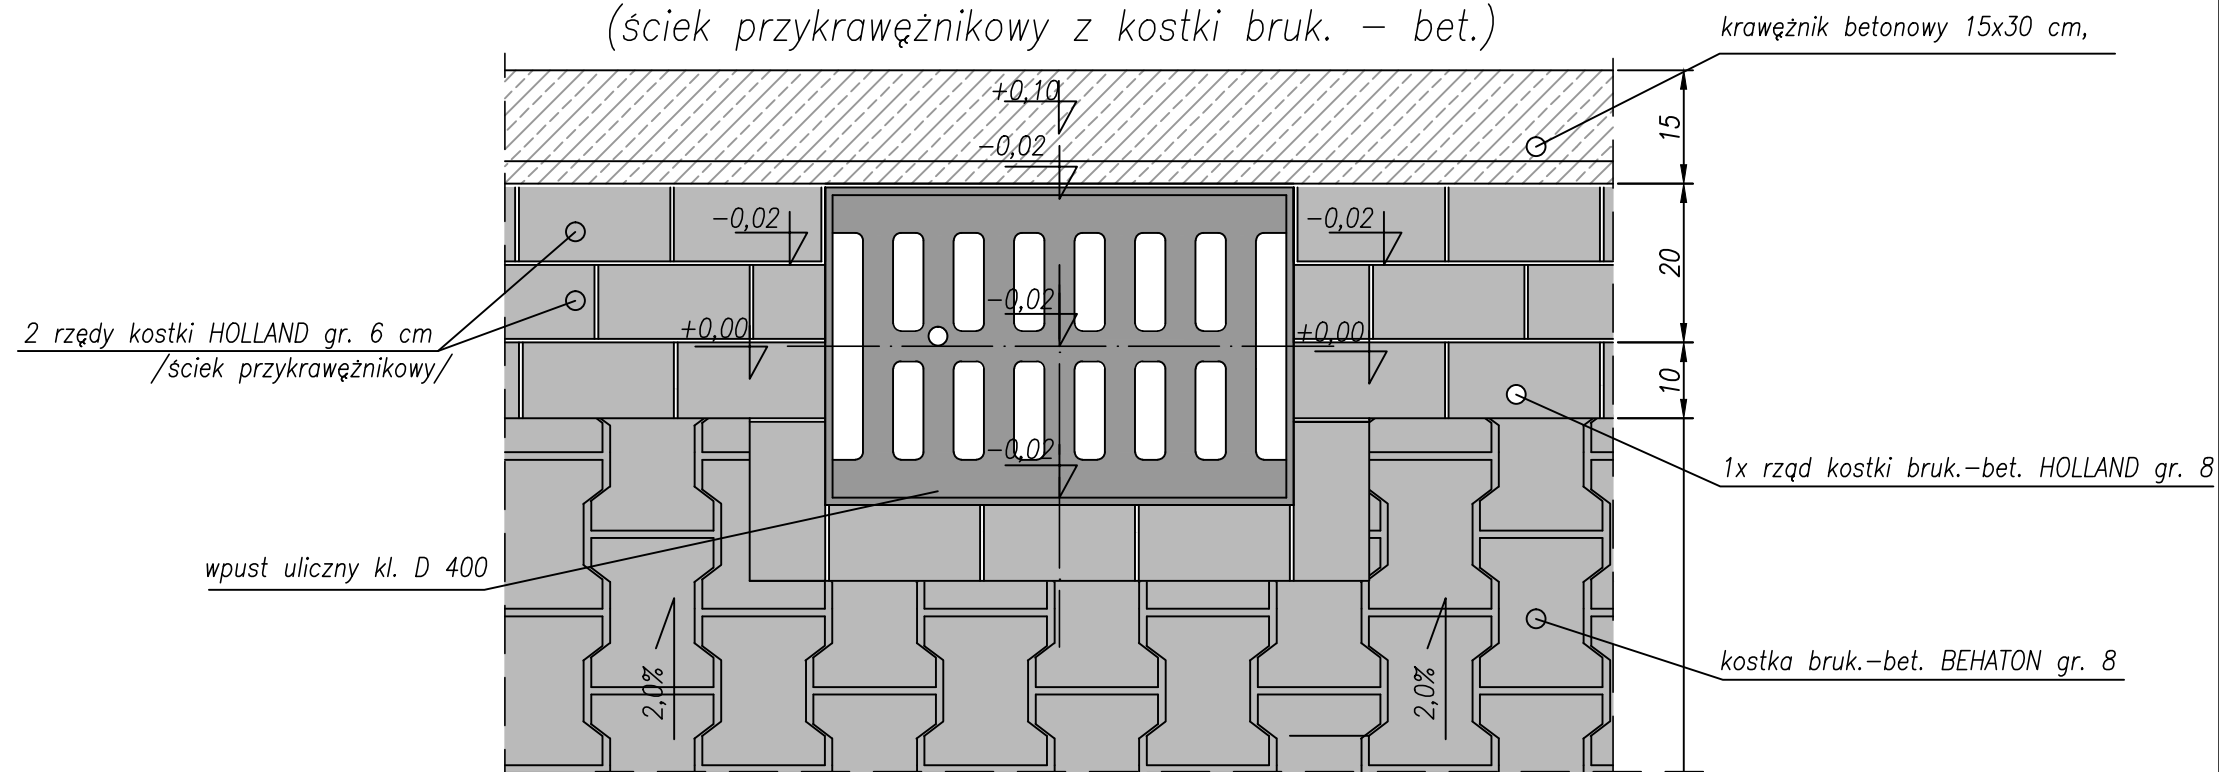 (ściek przykrawężnikowy z kostki bruk. – bet.)
krawężnik betonowy 15x30 cm,
+0,10
15
-0,02
-0,02
-0,02
20
-0,02
2 rzędy kostki HOLLAND gr. 6 cm
/ściek przykrawężnikowy/
+0,00
+0,00
10
-0,02
1x rząd kostki bruk.-bet. HOLLAND gr. 8
wpust uliczny kl. D 400
kostka bruk.-bet. BEHATON gr. 8
2,0%
2,0%